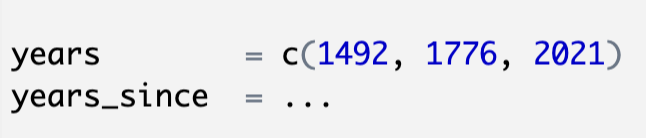 years        = c(1492, 1776, 2021)
years_since  = ...